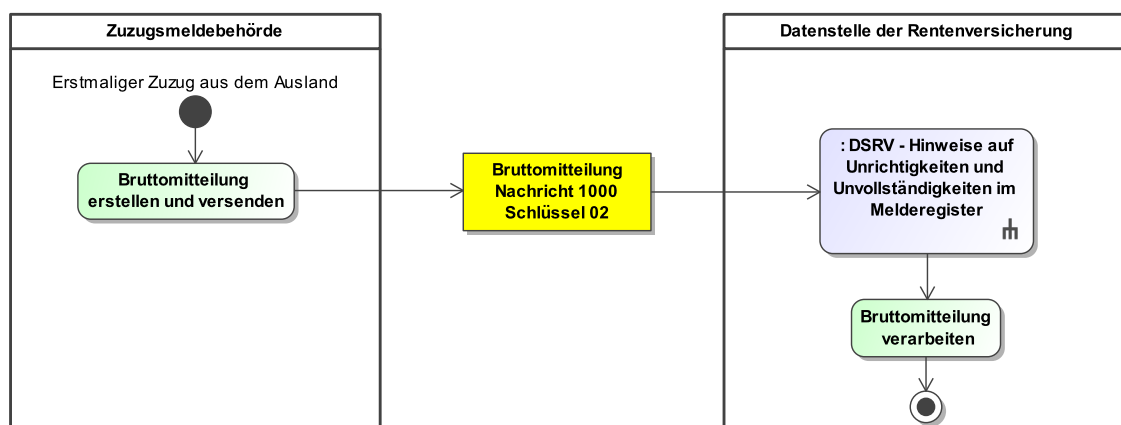 Zuzugsmeldebehörde
Erstmaliger Zuzug aus dem Ausland
Bruttomitteilung
erstellen und versenden
Bruttomitteilung
Nachricht 1000
Schlüssel 02
Datenstelle der Rentenversicherung
: DSRV - Hinweise auf
Unrichtigkeiten und
Unvollständigkeiten im
Melderegister
Bruttomitteilung
verarbeiten